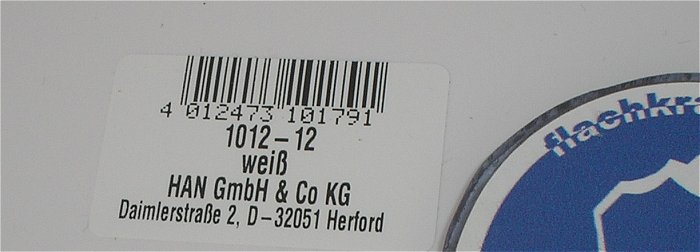 4 012473 101791
1012-12
weiß
HAN GmbH & Co KG
Daimlerstraße 2, D-32051 Herford